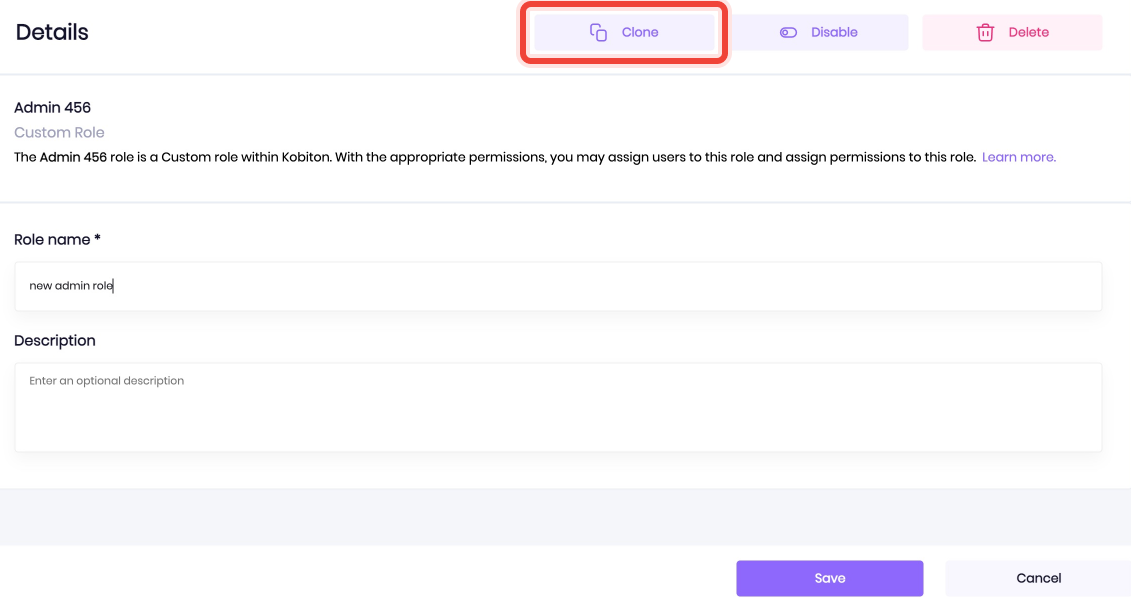 Details
Clone
Disable
Delete
Admin 456
Custom Role
The Admin 456 role is a Custom role within Kobiton. With the appropriate permissions, you may assign users to this role and assign permissions to this role. Learn more.
Role name *
new admin role
Description
Enter an optional description
Save
Cancel